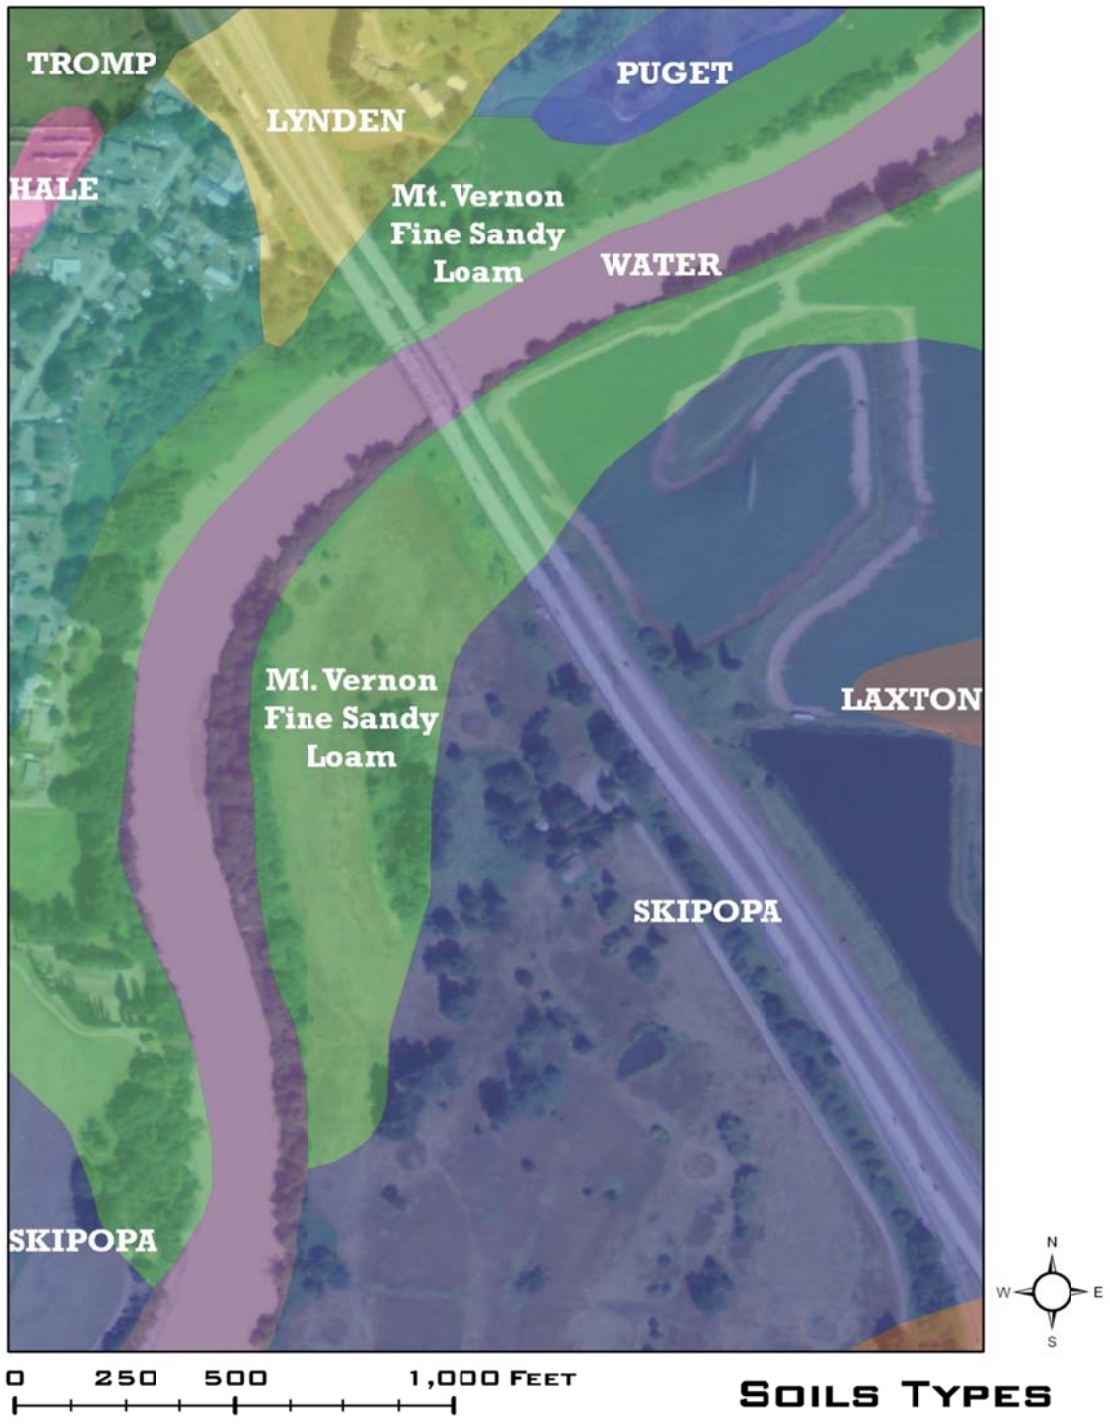 TROMP
PUGET
LYNDEN
HALE
Mt. Vernon
Fine Sandy
Loam
WATER
Mt. Vernon
Fine Sandy
Loam
LAXTON
SKIPOPA
SKIPOPA
N
W
E
S
0 250 500 1,000 FEET
SOILS TYPES